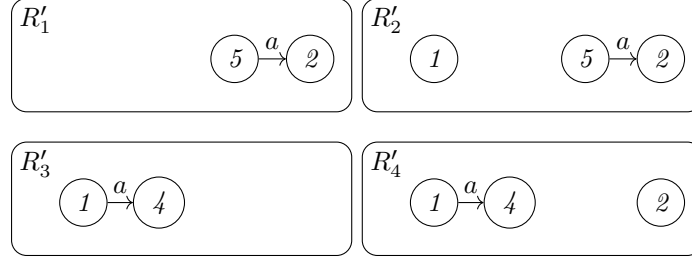 R′₁ 5 a 2 R′₂ 1 5 a 2
R′₃ 1 a 4 R′₄ 1 a 4 2